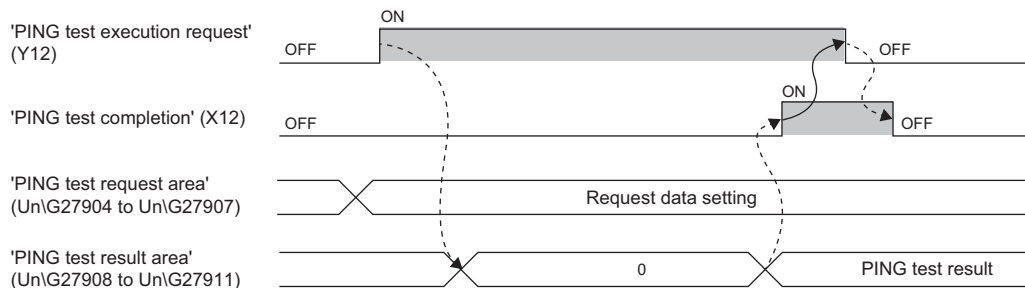 ON
'PING test execution request'
(Y12)
OFF
OFF
ON
'PING test completion' (X12)
OFF
OFF
'PING test request area'
(Un\G27904 to Un\G27907)
Request data setting
'PING test result area'
(Un\G27908 to Un\G27911)
0
PING test result